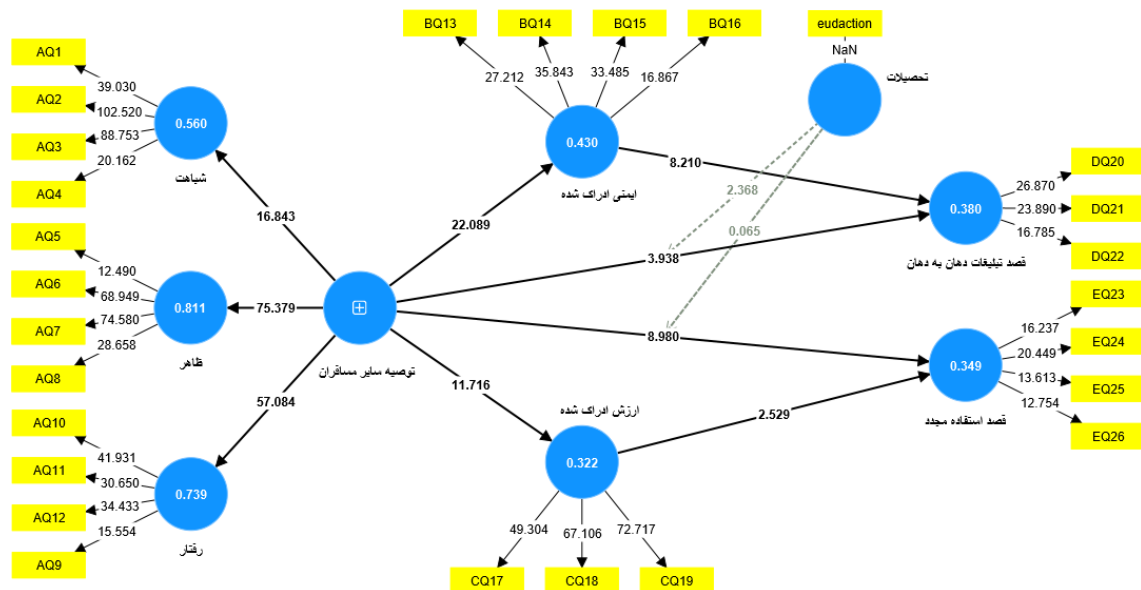 BQ13
BQ14
BQ15
BQ16
eudaction
27.212
35.843
33.485
16.867
NaN
تحصیلات
AQ1
AQ2
AQ3
AQ4
39.030
102.520
88.753
20.162
0.560
شباهت
0.430
ایمنی ادراک شده
8.210
2.368
0.065
DQ20
DQ21
DQ22
26.870
23.890
16.785
0.380
قصد تبلیغات دهان به دهان
16.843
22.089
3.938
AQ5
AQ6
AQ7
AQ8
12.490
68.949
74.580
28.658
0.811
ظاهر
75.379
توصیه سایر مسافران
8.980
EQ23
EQ24
EQ25
EQ26
16.237
20.449
13.613
12.754
0.349
قصد استفاده مجدد
57.084
11.716
2.529
AQ10
AQ11
AQ12
AQ9
41.931
30.650
34.433
15.554
0.739
رفتار
ارزش ادراک شده
0.322
49.304
67.106
72.717
CQ17
CQ18
CQ19